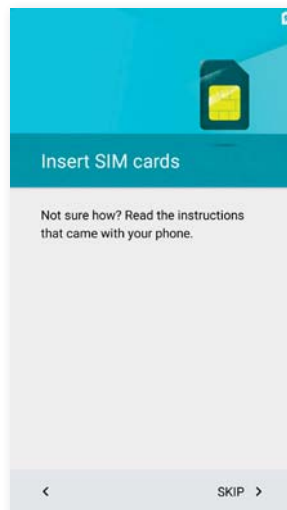 Insert SIM cards
Not sure how? Read the instructions
that came with your phone.
SKIP